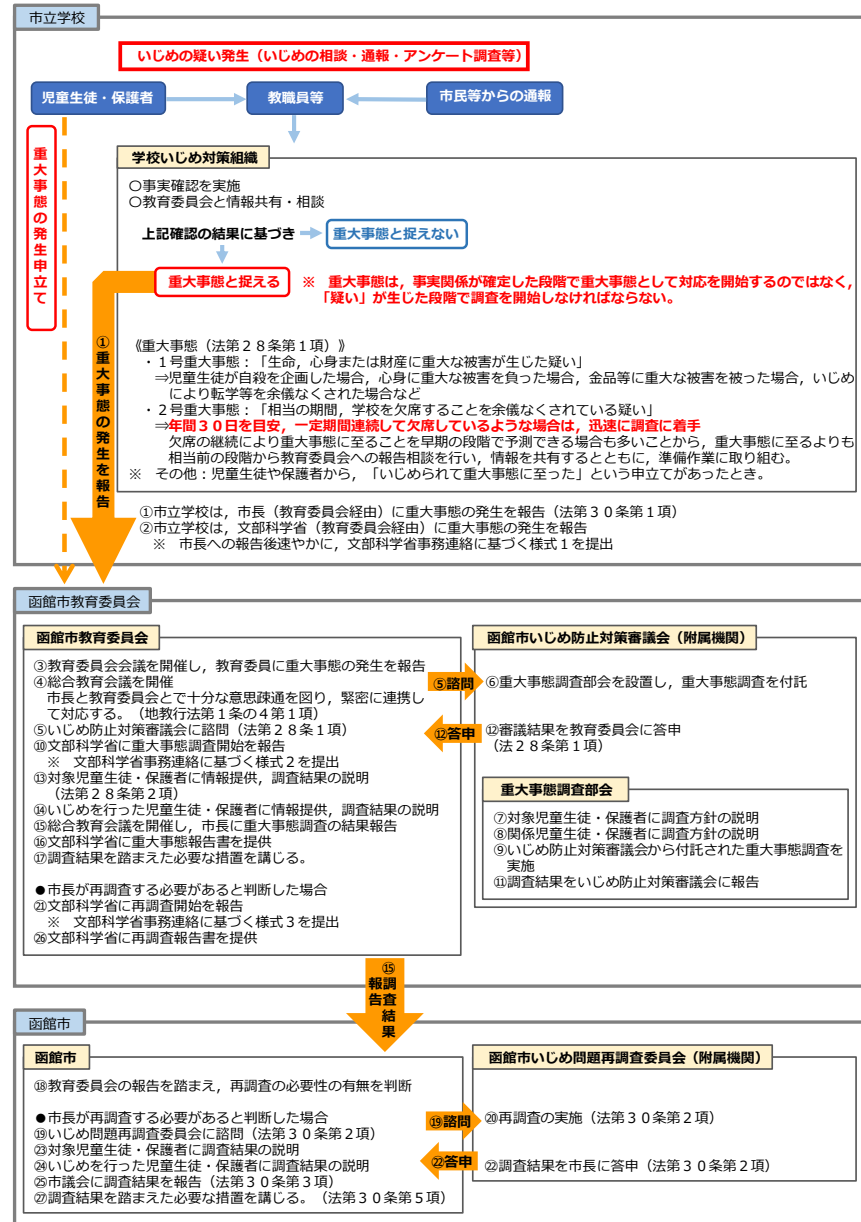 市立学校
いじめの疑い発生（いじめの相談・通報・アンケート調査等）
児童生徒・保護者
教職員等
市民等からの通報
重大事態の発生申立て
学校いじめ対策組織
○事実確認を実施
○教育委員会と情報共有・相談
上記確認の結果に基づき
重大事態と捉えない
重大事態と捉える
※　重大事態は，事実関係が確定した段階で重大事態として対応を開始するのではなく，
「疑い」が生じた段階で調査を開始しなければならない。
①重大事態の発生を報告
《重大事態（法第２８条第１項）》
・１号重大事態：「生命，心身または財産に重大な被害が生じた疑い」
⇒児童生徒が自殺を企画した場合，心身に重大な被害を負った場合，金品等に重大な被害を被った場合，いじめ
により転学等を余儀なくされた場合など
・２号重大事態：「相当の期間，学校を欠席することを余儀なくされている疑い」
⇒年間３０日を目安，一定期間連続して欠席しているような場合は，迅速に調査に着手
欠席の継続により重大事態に至ることを早期の段階で予測できる場合も多いことから，重大事態に至るよりも
相当前の段階から教育委員会への報告相談を行い，情報を共有するとともに，準備作業に取り組む。
※　その他：児童生徒や保護者から，「いじめられて重大事態に至った」という申立てがあったとき。
①市立学校は，市長（教育委員会経由）に重大事態の発生を報告（法第３０条第１項）
②市立学校は，文部科学省（教育委員会経由）に重大事態の発生を報告
※　市長への報告後速やかに，文部科学省事務連絡に基づく様式１を提出
函館市教育委員会
函館市教育委員会
③教育委員会会議を開催し，教育委員に重大事態の発生を報告
④総合教育会議を開催
市長と教育委員会とで十分な意思疎通を図り，緊密に連携し
て対応する。（地教行法第１条の４第１項）
⑤いじめ防止対策審議会に諮問（法第２８条１項）
⑩文部科学省に重大事態調査開始を報告
※　文部科学省事務連絡に基づく様式２を提出
⑬対象児童生徒・保護者に情報提供，調査結果の説明
（法第２８条第２項）
⑭いじめを行った児童生徒・保護者に情報提供，調査結果の説明
⑮総合教育会議を開催し，市長に重大事態調査の結果報告
⑯文部科学省に重大事態報告書を提供
⑰調査結果を踏まえた必要な措置を講じる。
●市長が再調査する必要があると判断した場合
㉑文部科学省に再調査開始を報告
※　文部科学省事務連絡に基づく様式３を提出
㉖文部科学省に再調査報告書を提供
⑤諮問
⑫答申
函館市いじめ防止対策審議会（附属機関）
⑥重大事態調査部会を設置し，重大事態調査を付託
⑫審議結果を教育委員会に答申
（法２８条第１項）
重大事態調査部会
⑦対象児童生徒・保護者に調査方針の説明
⑧関係児童生徒・保護者に調査方針の説明
⑨いじめ防止対策審議会から付託された重大事態調査を
実施
⑪調査結果をいじめ防止対策審議会に報告
⑮調査結果報告
函館市
函館市
⑱教育委員会の報告を踏まえ，再調査の必要性の有無を判断
●市長が再調査する必要があると判断した場合
⑲いじめ問題再調査委員会に諮問（法第３０条第２項）
㉓対象児童生徒・保護者に調査結果の説明
㉔いじめを行った児童生徒・保護者に調査結果の説明
㉕市議会に調査結果を報告（法第３０条第３項）
㉗調査結果を踏まえた必要な措置を講じる。（法第３０条第５項）
⑲諮問
㉒答申
函館市いじめ問題再調査委員会（附属機関）
⑳再調査の実施（法第３０条第２項）
㉒調査結果を市長に答申（法第３０条第２項）